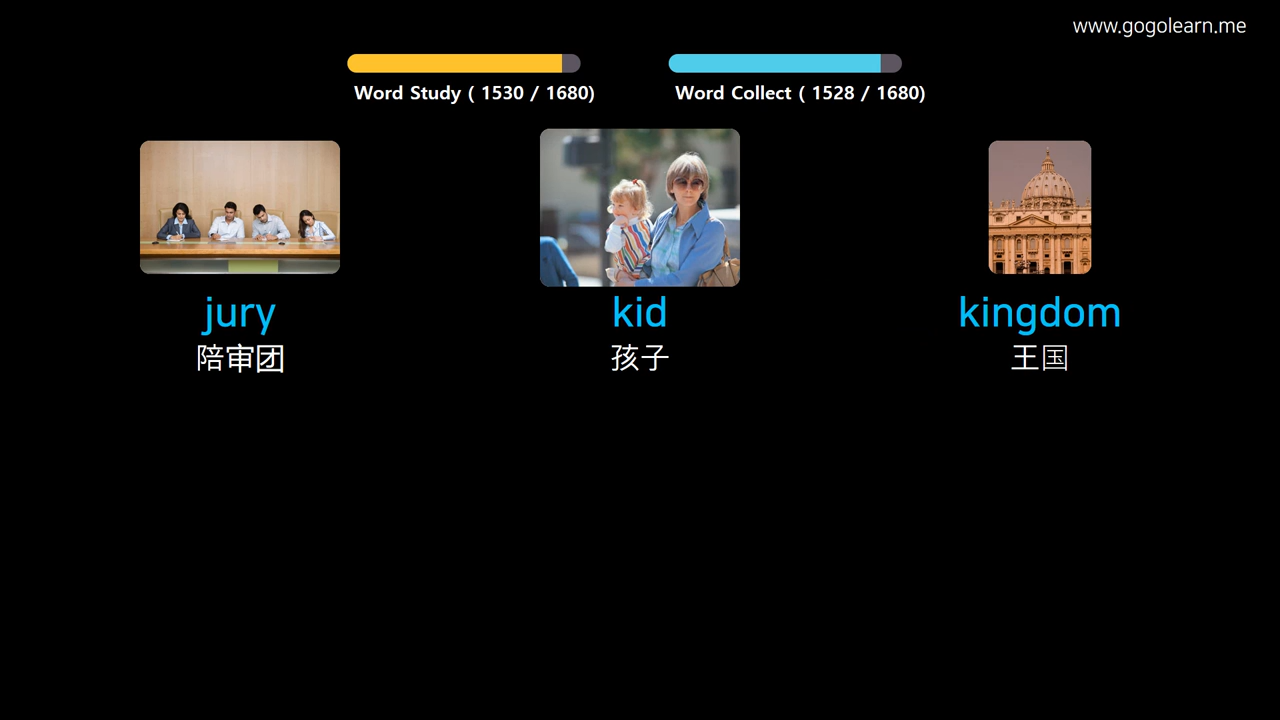 www.gogolearn.me
Word Study ( 1530 / 1680)
Word Collect ( 1528 / 1680)
jury
陪审团
kid
孩子
kingdom
王国